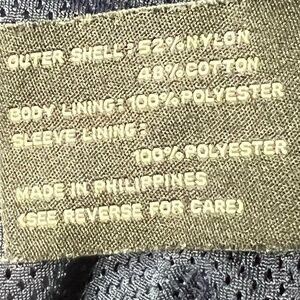 OUTER SHELL: 52% NYLON
48% COTTON
BODY LINING: 100% POLYESTER
SLEEVE LINING:
100% POLYESTER
MADE IN PHILIPPINES
(SEE REVERSE FOR CARE)